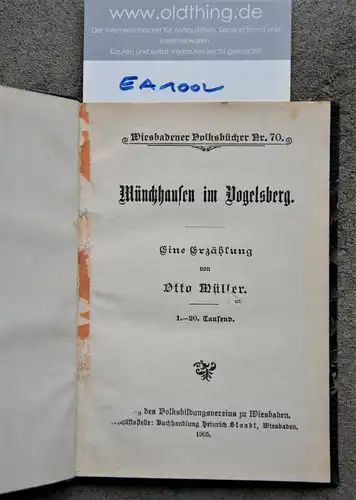 www.oldthing.de
Der Internetmarkt für Antiquitäten, Second Hand und
Sammelwaren
Kaufen und selbst Verkaufen leicht gemacht!
EA1002
Wiesbadener Volksbücher Nr. 70.
Münchhausen im Vogelsberg.
Eine Erzählung
von
Otto Müller.
1.–20. Tausend.
des Volksbildungsvereins zu Wiesbaden.
Buchhandlung Heinrich Staadt, Wiesbaden.
1905.